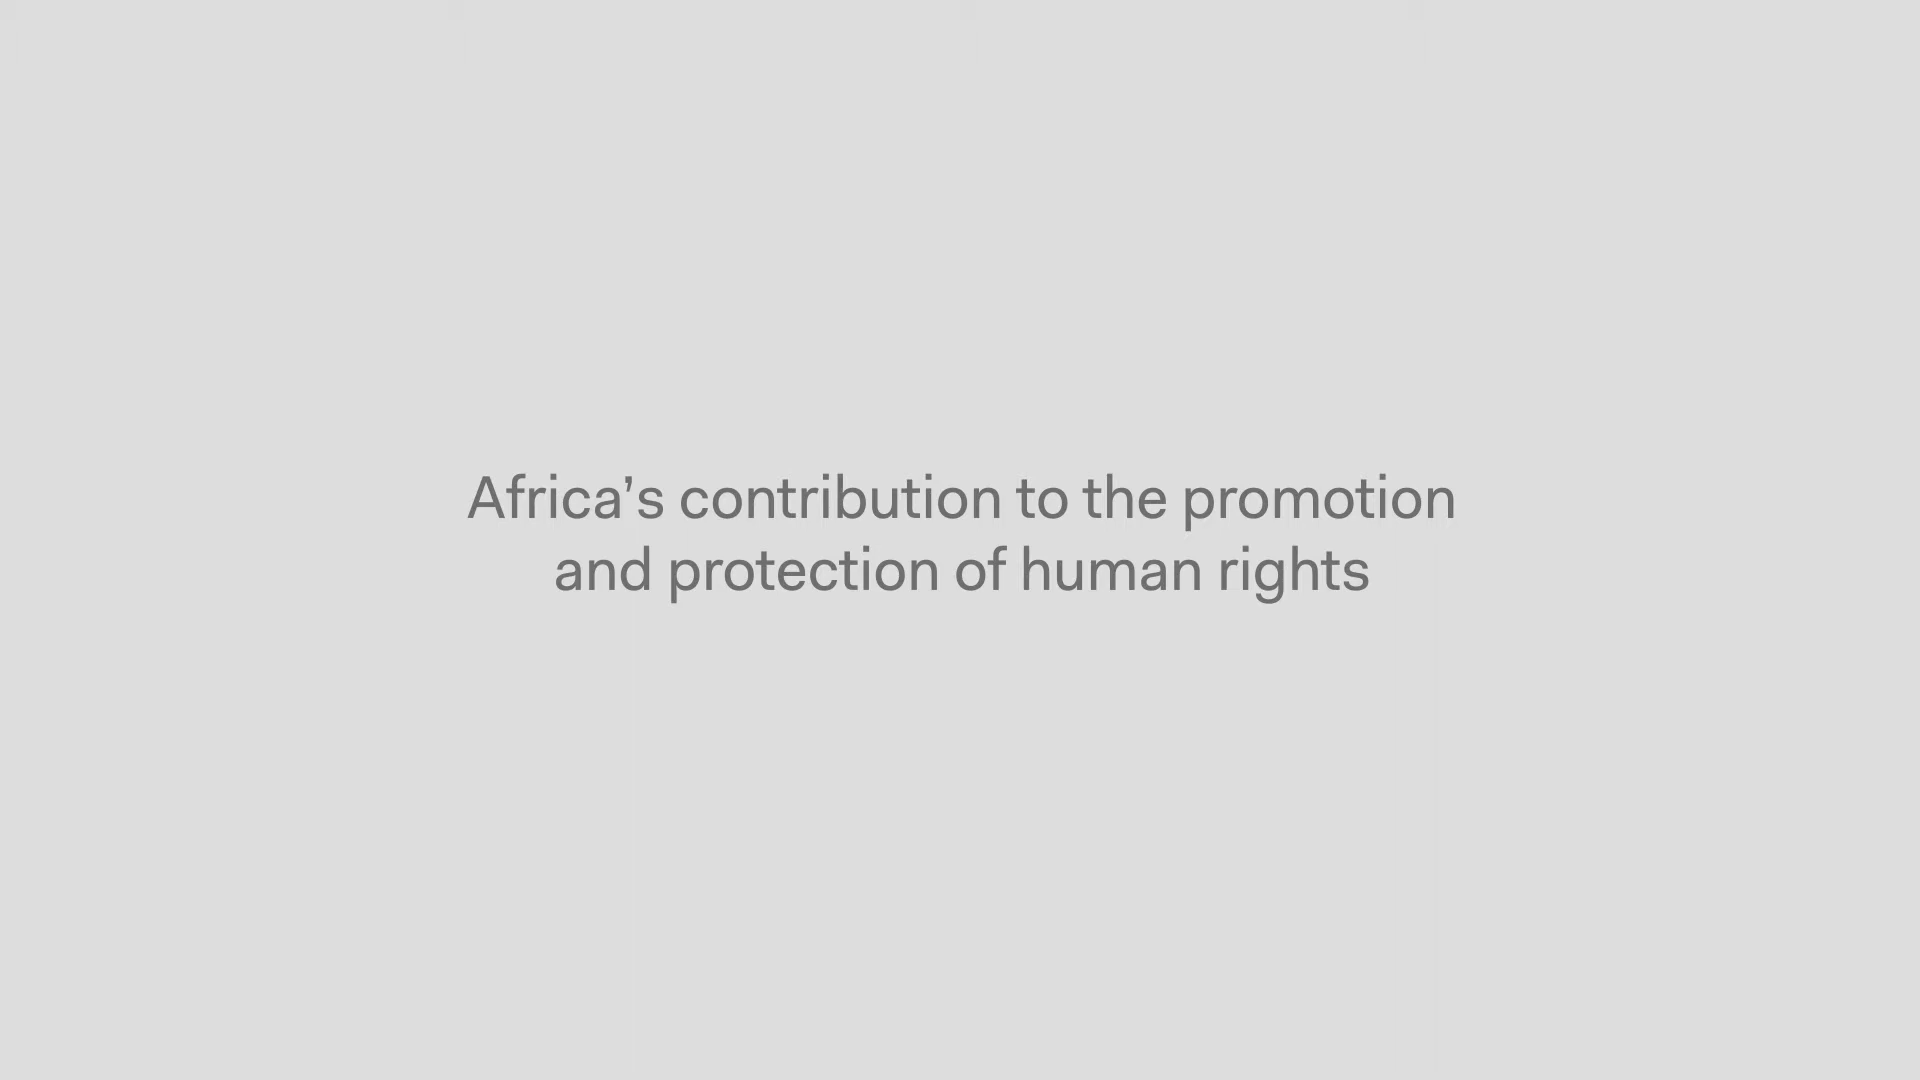 Africa’s contribution to the promotion
and protection of human rights